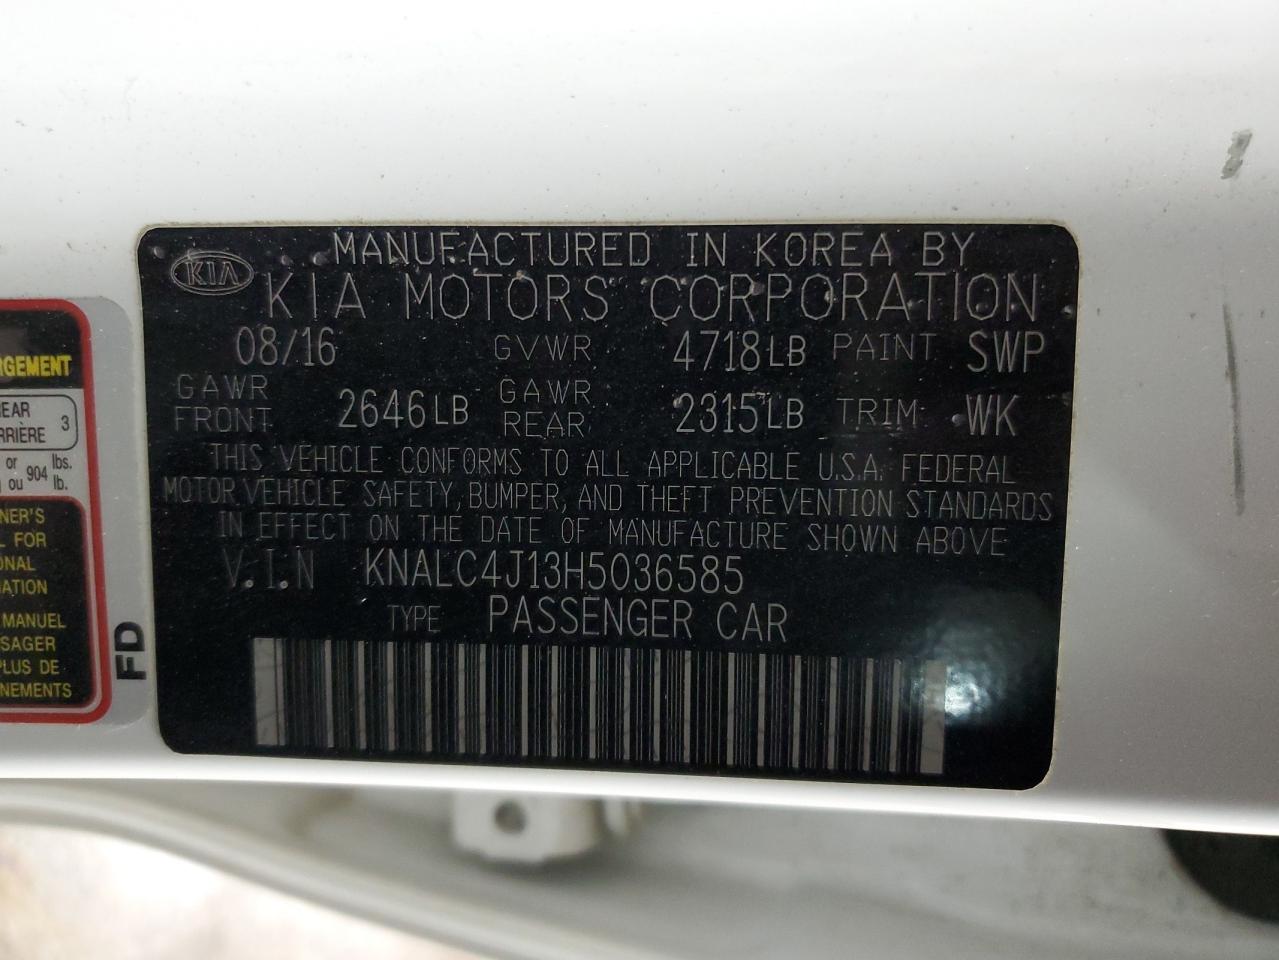 MANUFACTURED IN KOREA BY
KIA KIA MOTORS CORPORATION
08/16 GVWR 4718LB PAINT SWP
GAWR FRONT 2646LB GAWR REAR 2315LB TRIM WK
THIS VEHICLE CONFORMS TO ALL APPLICABLE U.S.A. FEDERAL
MOTOR VEHICLE SAFETY, BUMPER, AND THEFT PREVENTION STANDARDS
IN EFFECT ON THE DATE OF MANUFACTURE SHOWN ABOVE
V.I.N KNALC4J13H5036585
TYPE PASSENGER CAR
FD
RGEMENT
EAR 3
RRIÈRE
or 904 lbs.
ou lb.
NER'S
L FOR
ONAL
ATION
MANUEL
SAGER
PLUS DE
NEMENTS